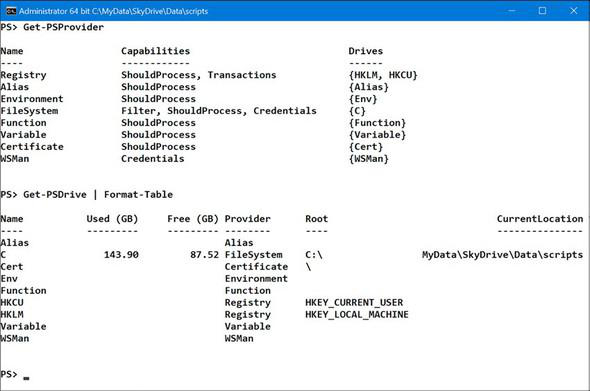 Administrator 64 bit C:\MyData\SkyDrive\Data\scripts
PS> Get-PSProvider
Name Capabilities Drives
---- ------------ ------
Registry ShouldProcess, Transactions {HKLM, HKCU}
Alias ShouldProcess {Alias}
Environment ShouldProcess {Env}
FileSystem Filter, ShouldProcess, Credentials {C}
Function ShouldProcess {Function}
Variable ShouldProcess {Variable}
Certificate ShouldProcess {Cert}
WSMan Credentials {WSMan}
PS> Get-PSDrive | Format-Table
Name Used (GB) Free (GB) Provider Root CurrentLocation
---- --------- --------- -------- ---- ---------------
Alias Alias
C 143.90 87.52 FileSystem C:\ MyData\SkyDrive\Data\scripts
Cert Certificate \
Env Environment
Function Function
HKCU Registry HKEY_CURRENT_USER
HKLM Registry HKEY_LOCAL_MACHINE
Variable Variable
WSMan WSMan
PS> _